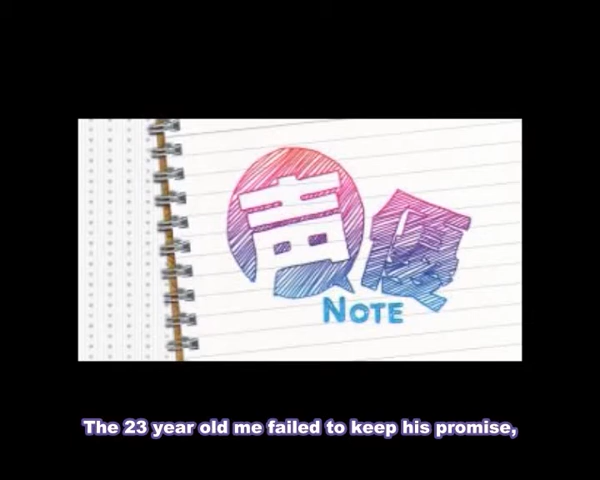 声優
NOTE
The 23 year old me failed to keep his promise,